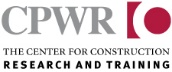 CPWR
THE CENTER FOR CONSTRUCTION
RESEARCH AND TRAINING